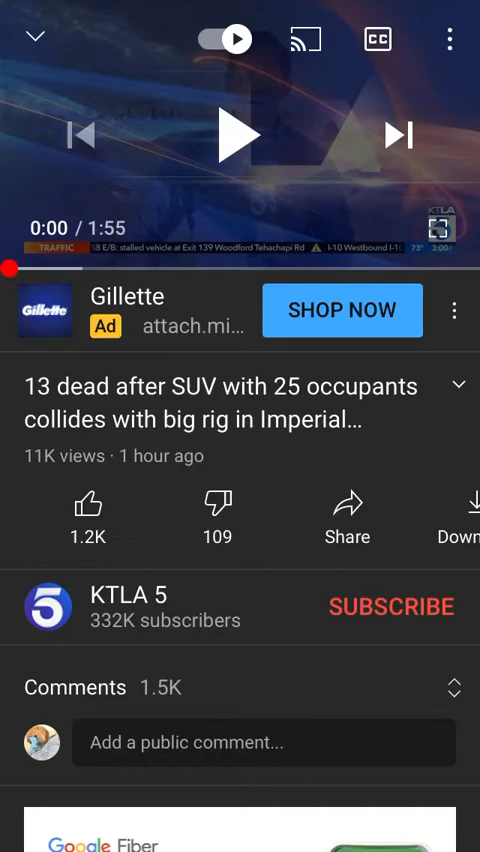 CC
0:00 / 1:55
KTLA
5
TRAFFIC 58 E/B: stalled vehicle at Exit 139 Woodford Tehachapi Rd I-10 Westbound I-1 73° 3:00
Gillette
Gillette
SHOP NOW
Ad attach.mi...
13 dead after SUV with 25 occupants
collides with big rig in Imperial...
11K views · 1 hour ago
1.2K
109
Share
Down
5
KTLA 5
332K subscribers
SUBSCRIBE
Comments 1.5K
Add a public comment...
Google Fiber